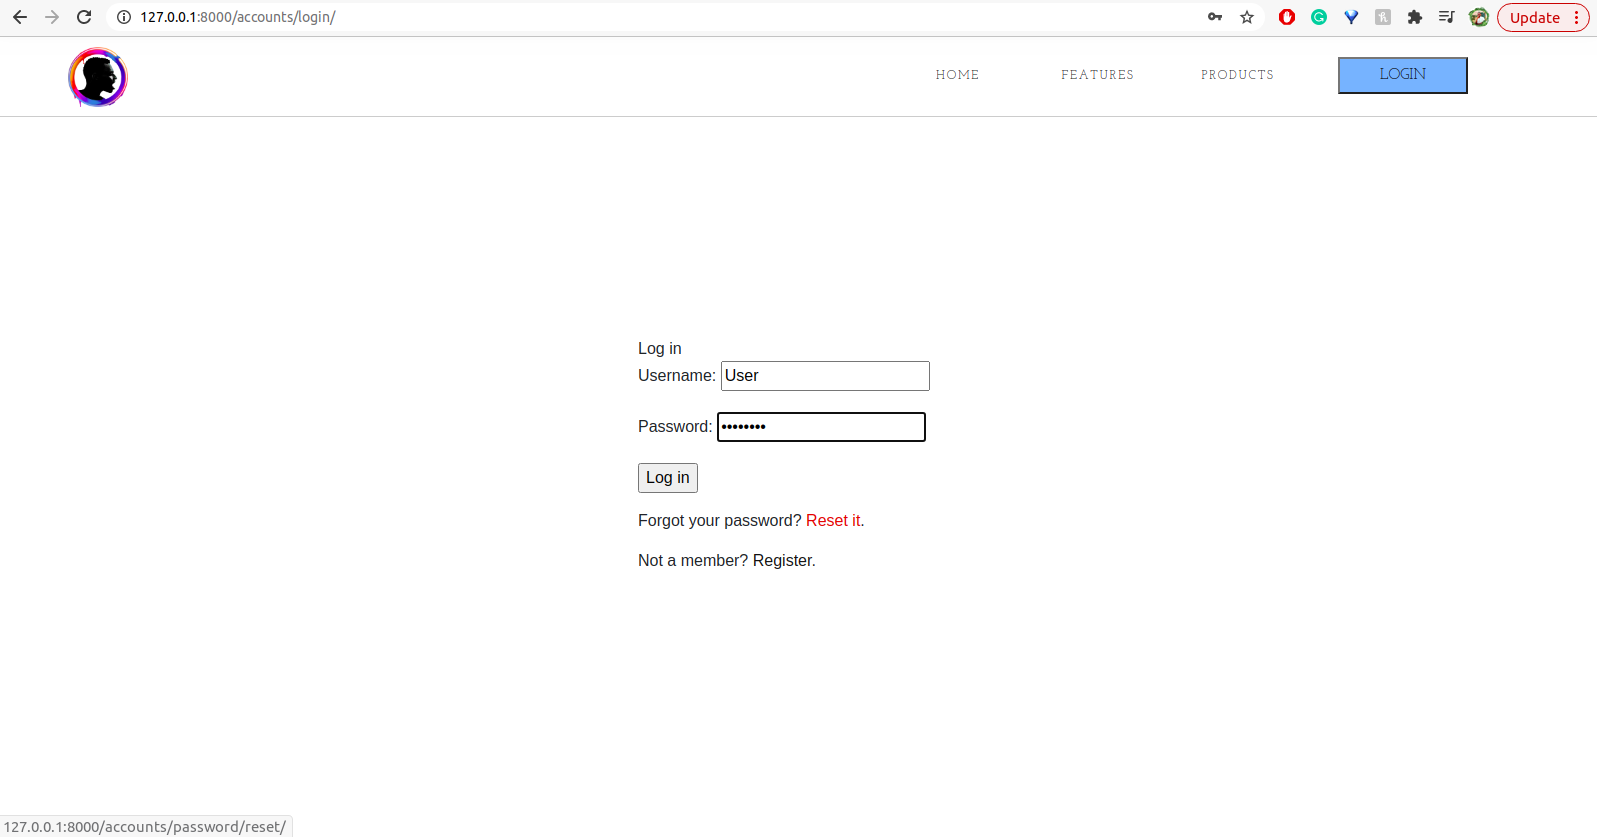 127.0.0.1:8000/accounts/login/
Update
HOME FEATURES PRODUCTS LOGIN
Log in
Username: User
Password: ••••••••
Log in
Forgot your password? Reset it.
Not a member? Register.
127.0.0.1:8000/accounts/password/reset/